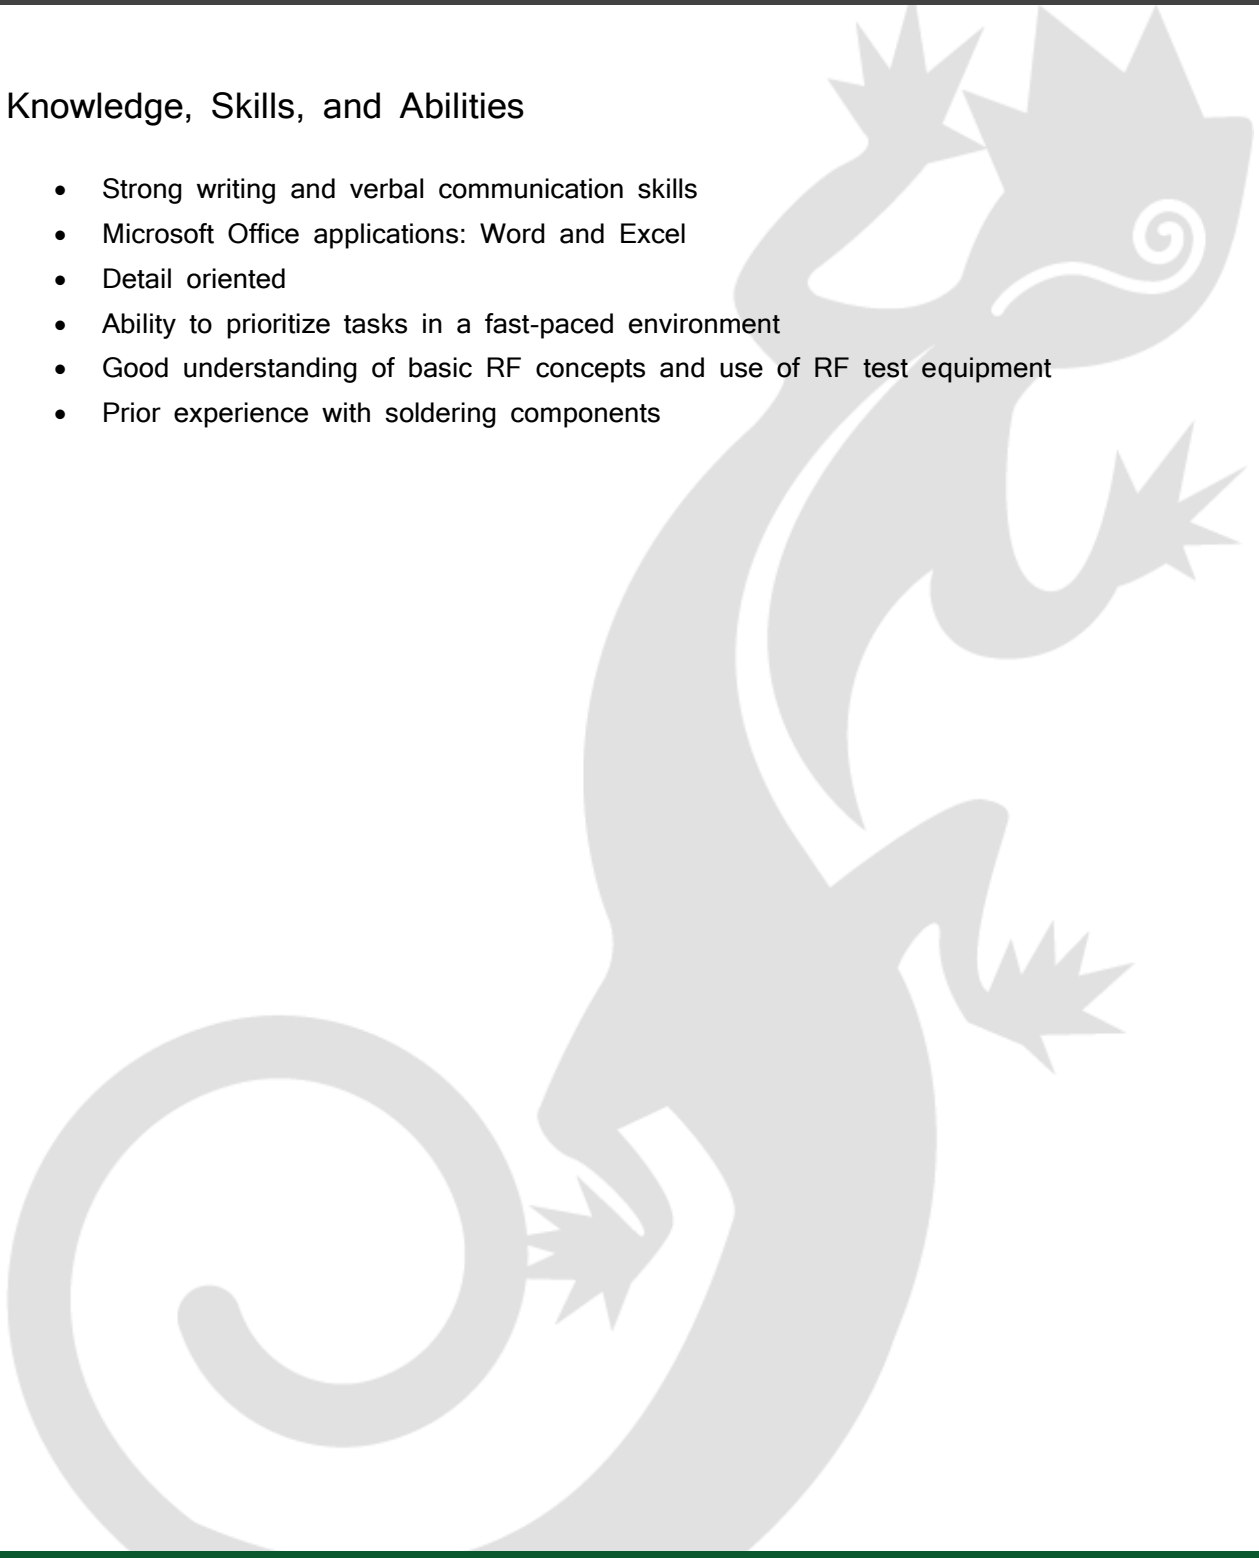 Knowledge, Skills, and Abilities
• Strong writing and verbal communication skills
• Microsoft Office applications: Word and Excel
• Detail oriented
• Ability to prioritize tasks in a fast-paced environment
• Good understanding of basic RF concepts and use of RF test equipment
• Prior experience with soldering components